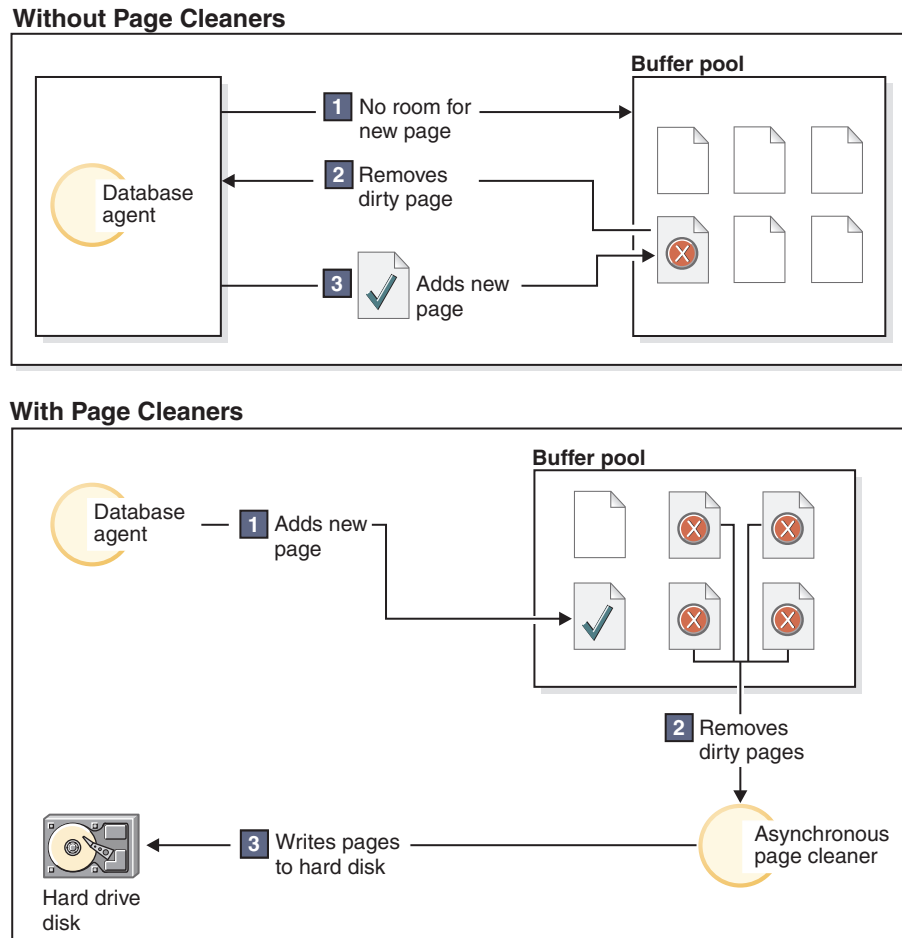 Without Page Cleaners
Buffer pool
1 No room for
new page
2 Removes
dirty page
Database
agent
3 Adds new
page
With Page Cleaners
Buffer pool
Database
agent
1 Adds new
page
2 Removes
dirty pages
3 Writes pages
to hard disk
Asynchronous
page cleaner
Hard drive
disk